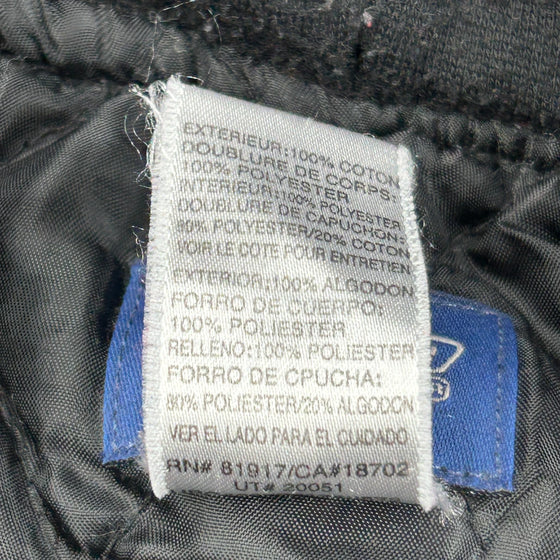 EXTERIEUR:100% COTON
DOUBLURE DE CORPS:
100% POLYESTER
INTERIEUR:100% POLYESTER
DOUBLURE DE CAPUCHON:
80% POLYESTER/20% COTON
VOIR LE COTE POUR ENTRETIEN
EXTERIOR:100% ALGODON
FORRO DE CUERPO:
100% POLIESTER
RELLENO:100% POLIESTER
FORRO DE CPUCHA:
80% POLIESTER/20% ALGODON
VER EL LADO PARA EL CUIDADO
RN# 81917/CA#18702
UT# 20051